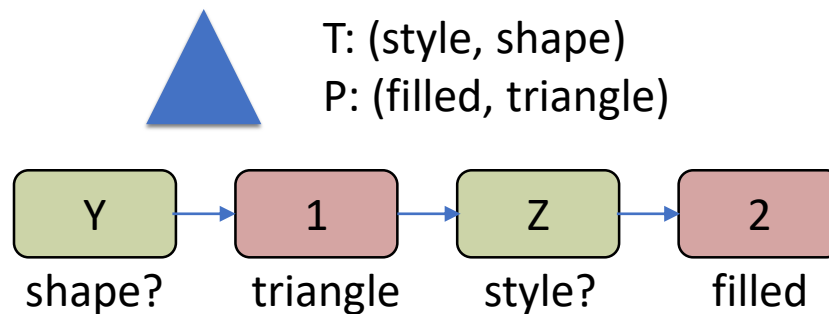 T: (style, shape)
P: (filled, triangle)
Y 1 Z 2
shape? triangle style? filled